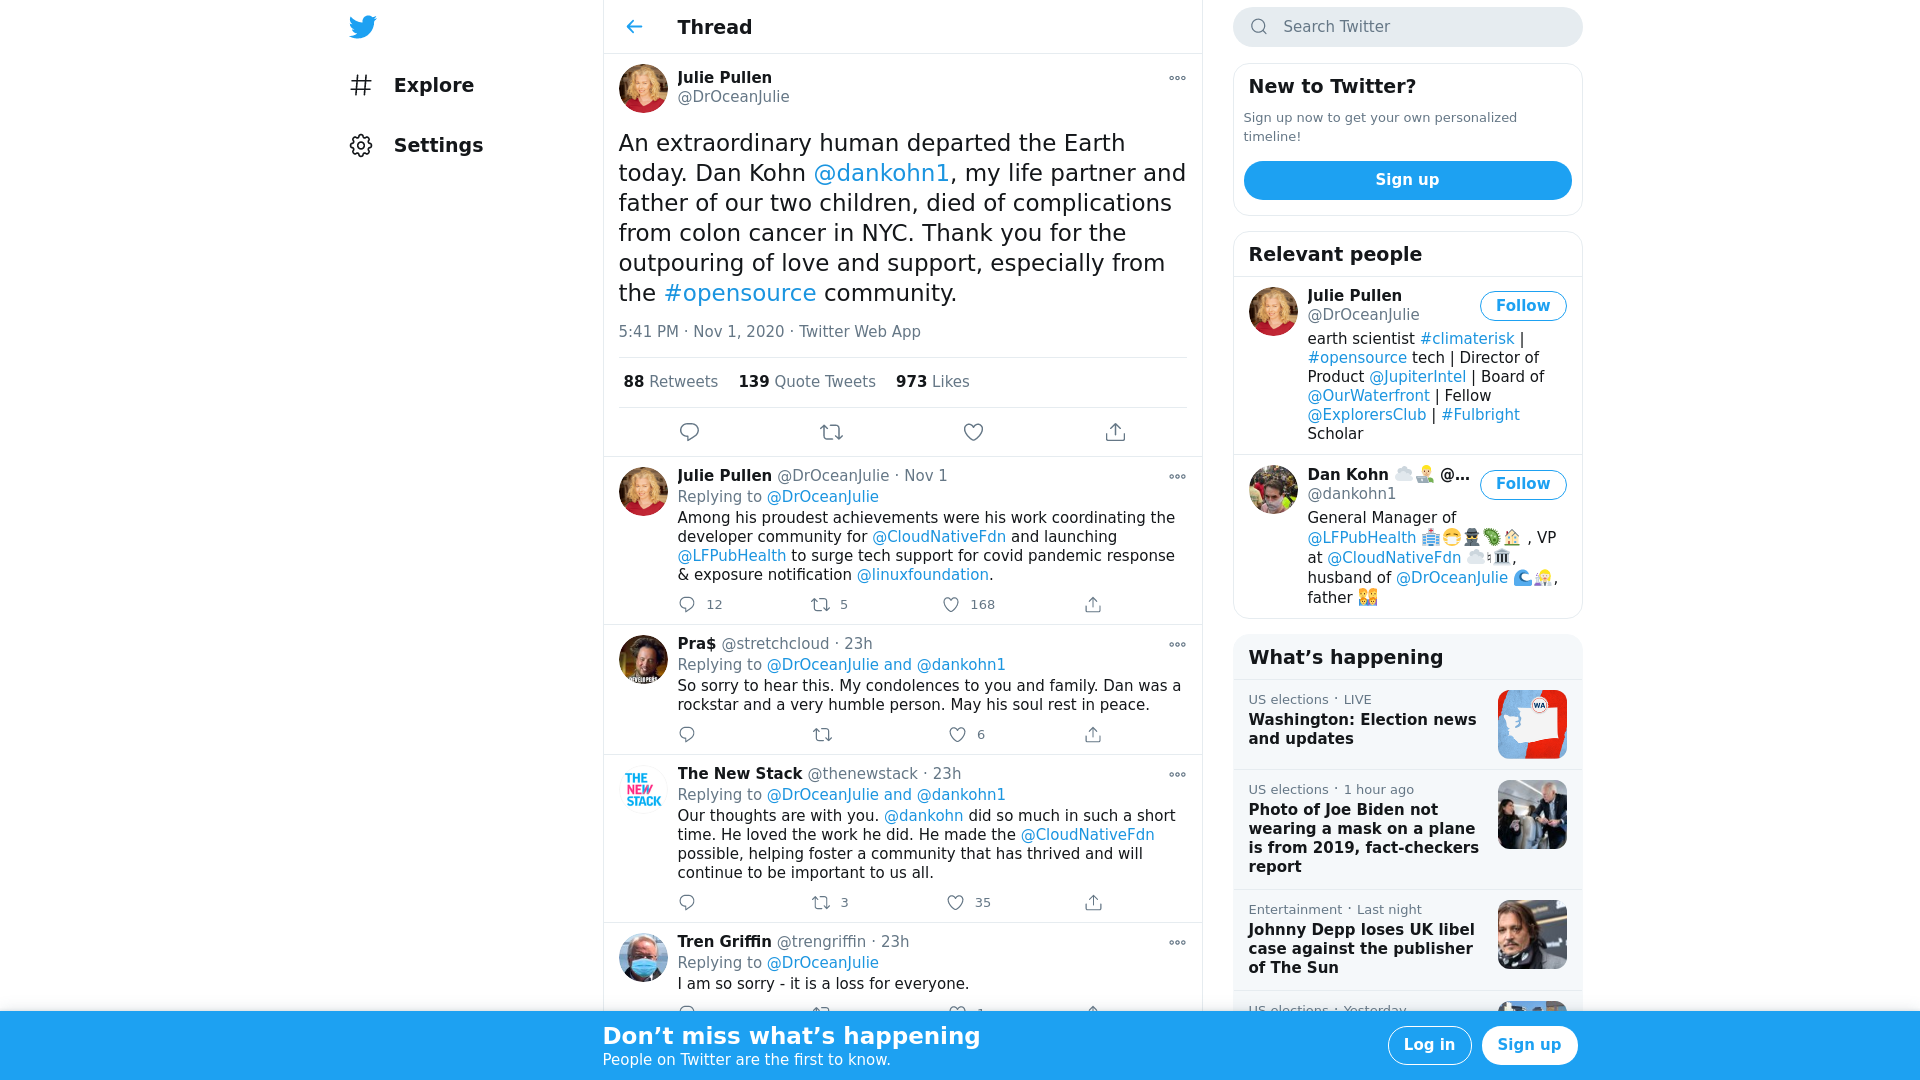 Explore
Settings
Thread
Julie Pullen
@DrOceanJulie
An extraordinary human departed the Earth
today. Dan Kohn @dankohn1, my life partner and
father of our two children, died of complications
from colon cancer in NYC. Thank you for the
outpouring of love and support, especially from
the #opensource community.
5:41 PM · Nov 1, 2020 · Twitter Web App
88 Retweets 139 Quote Tweets 973 Likes
Julie Pullen @DrOceanJulie · Nov 1
Replying to @DrOceanJulie
Among his proudest achievements were his work coordinating the
developer community for @CloudNativeFdn and launching
@LFPubHealth to surge tech support for covid pandemic response
& exposure notification @linuxfoundation.
12 5 168
Pra$ @stretchcloud · 23h
Replying to @DrOceanJulie and @dankohn1
So sorry to hear this. My condolences to you and family. Dan was a
rockstar and a very humble person. May his soul rest in peace.
6
THE
NEW
STACK
The New Stack @thenewstack · 23h
Replying to @DrOceanJulie and @dankohn1
Our thoughts are with you. @dankohn did so much in such a short
time. He loved the work he did. He made the @CloudNativeFdn
possible, helping foster a community that has thrived and will
continue to be important to us all.
3 35
Tren Griffin @trengriffin · 23h
Replying to @DrOceanJulie
I am so sorry - it is a loss for everyone.
Search Twitter
New to Twitter?
Sign up now to get your own personalized
timeline!
Sign up
Relevant people
Julie Pullen
@DrOceanJulie
Follow
earth scientist #climaterisk |
#opensource tech | Director of
Product @JupiterIntel | Board of
@OurWaterfront | Fellow
@ExplorersClub | #Fulbright
Scholar
Dan Kohn ☁️👨🏼‍💻 @…
@dankohn1
Follow
General Manager of
@LFPubHealth 🏥😷🕵️🦠🏠 , VP
at @CloudNativeFdn ☁️♮🏛️,
husband of @DrOceanJulie 🌊,
father
What's happening
US elections · LIVE
Washington: Election news
and updates
WA
US elections · 1 hour ago
Photo of Joe Biden not
wearing a mask on a plane
is from 2019, fact-checkers
report
Entertainment · Last night
Johnny Depp loses UK libel
case against the publisher
of The Sun
US elections · Yesterday
Don't miss what's happening
People on Twitter are the first to know.
Log in
Sign up